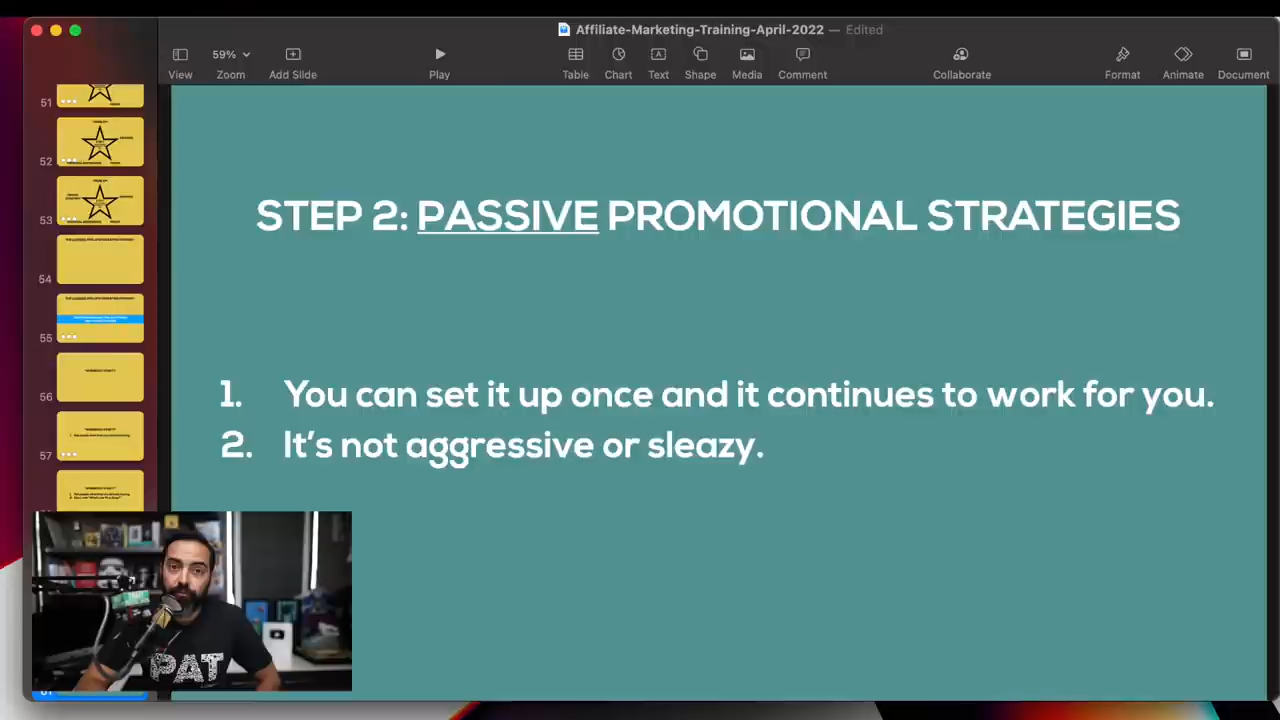 Affiliate-Marketing-Training-April-2022 — Edited
59%
View Zoom Add Slide Play Table Chart Text Shape Media Comment Collaborate Format Animate Document
51
52
53
54
55
56
57
STEP 2: PASSIVE PROMOTIONAL STRATEGIES
1. You can set it up once and it continues to work for you.
2. It’s not aggressive or sleazy.
PAT